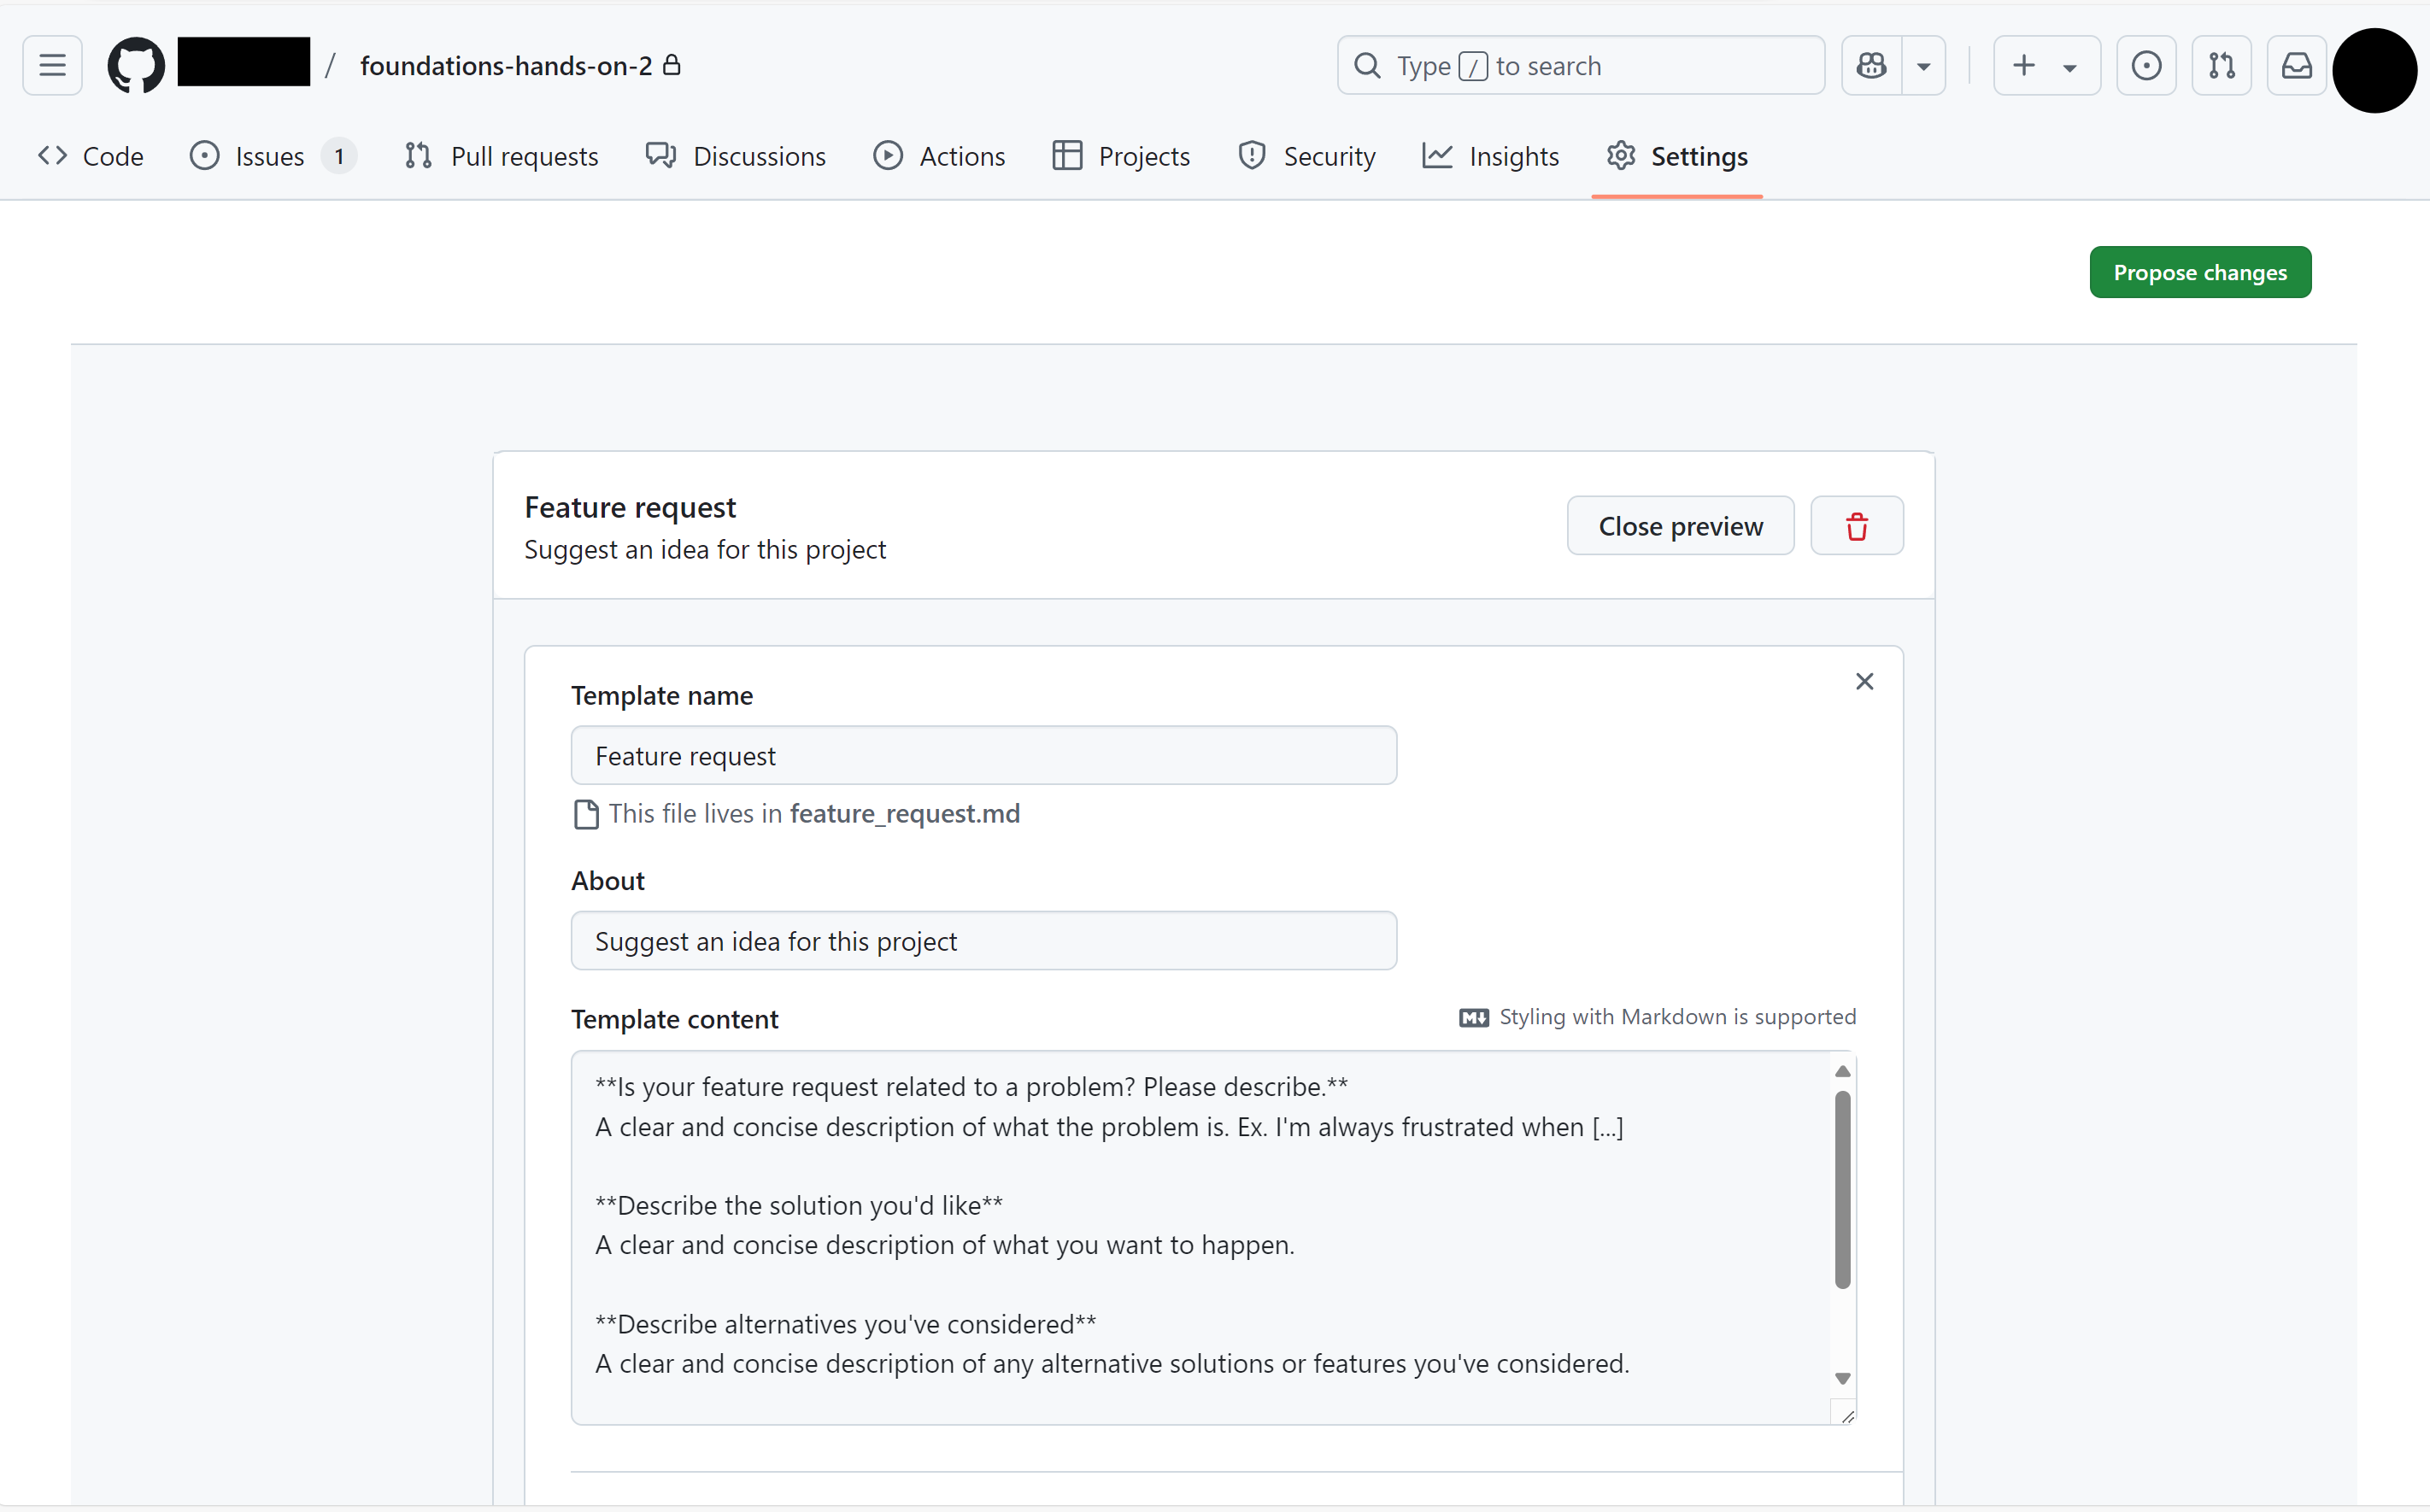 / foundations-hands-on-2
Type / to search
Code
Issues 1
Pull requests
Discussions
Actions
Projects
Security
Insights
Settings
Propose changes
Feature request
Suggest an idea for this project
Close preview
Template name
Feature request
This file lives in feature_request.md
About
Suggest an idea for this project
Template content
Styling with Markdown is supported
**Is your feature request related to a problem? Please describe.**
A clear and concise description of what the problem is. Ex. I'm always frustrated when [...]
**Describe the solution you'd like**
A clear and concise description of what you want to happen.
**Describe alternatives you've considered**
A clear and concise description of any alternative solutions or features you've considered.